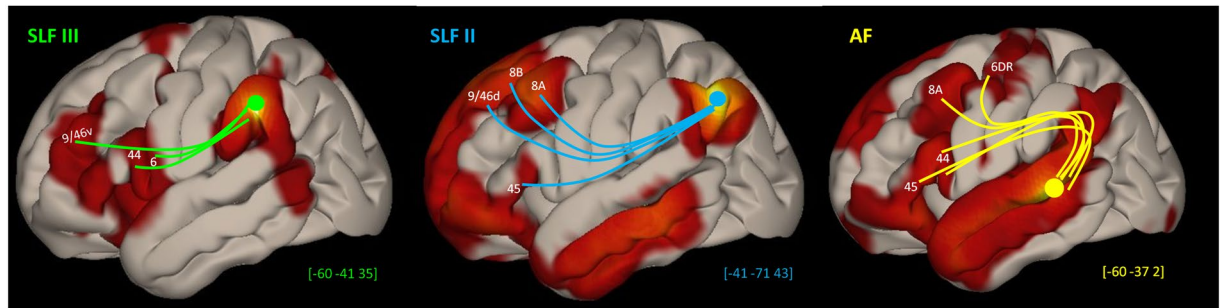 SLF III
9/46v
44
6
[-60 -41 35]
SLF II
8B
8A
9/46d
45
[-41 -71 43]
AF
6DR
8A
44
45
[-60 -37 2]